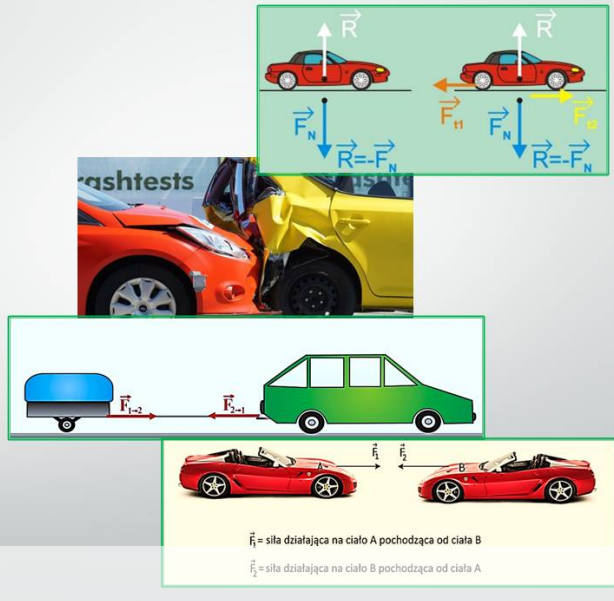 R R
F_N R=-F_N F_t1 F_N F_t2 R=-F_N
rashtests
F_1→2 F_2→1
A F_1 F_2 B
F_1 = siła działająca na ciało A pochodząca od ciała B
F_2 = siła działająca na ciało B pochodząca od ciała A